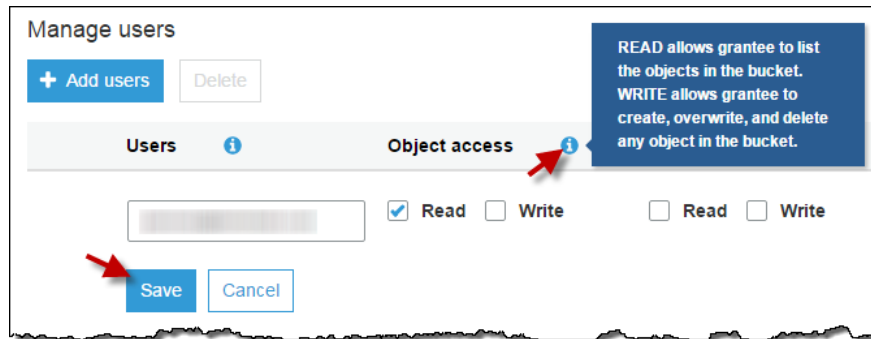 Manage users
+ Add users
Delete
READ allows grantee to list
the objects in the bucket.
WRITE allows grantee to
create, overwrite, and delete
any object in the bucket.
Users
Object access
Read Write Read Write
Save Cancel